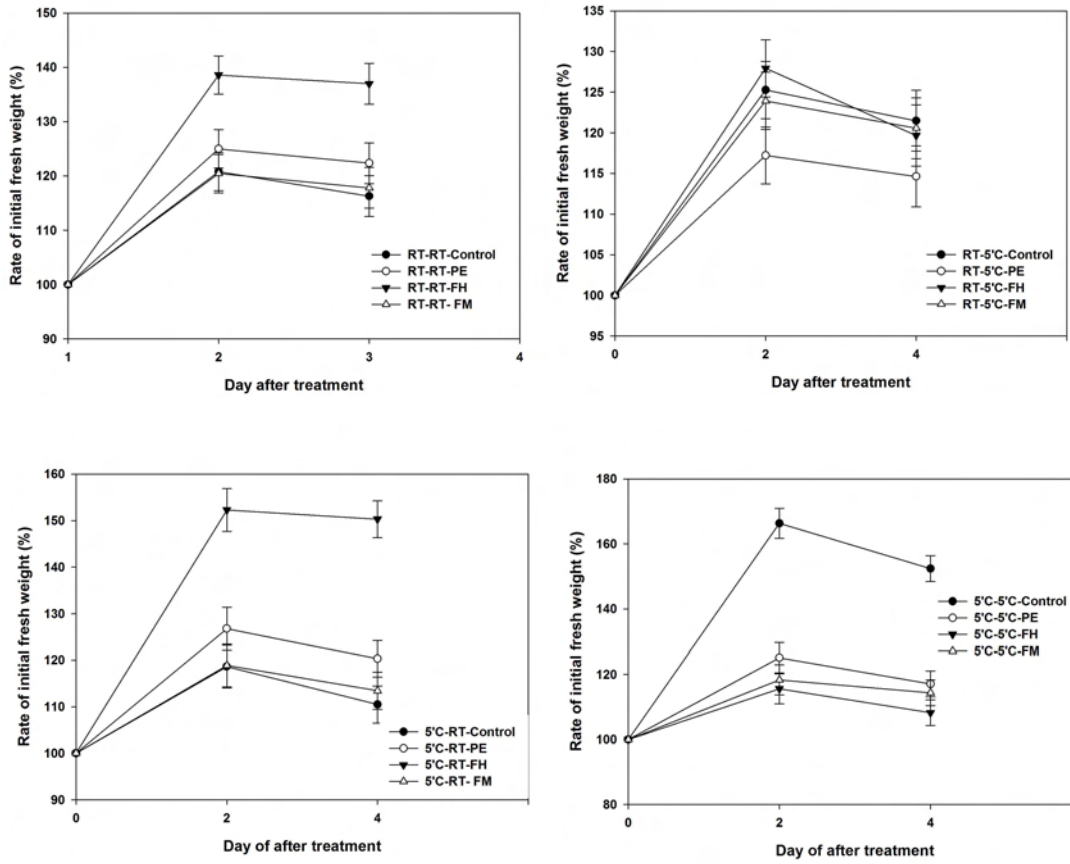 150
140
130
120
110
100
90
Rate of initial fresh weight (%)
RT-RT-Control
RT-RT-PE
RT-RT-FH
RT-RT- FM
1
2
3
4
Day after treatment
135
130
125
120
115
110
105
100
95
Rate of initial fresh weight (%)
RT-5'C-Control
RT-5'C-PE
RT-5'C-FH
RT-5'C-FM
0
2
4
Day after treatment
160
150
140
130
120
110
100
90
Rate of initial fresh weight (%)
5'C-RT-Control
5'C-RT-PE
5'C-RT-FH
5'C-RT- FM
0
2
4
Day of after treatment
180
160
140
120
100
80
Rate of initial fresh weight (%)
5'C-5'C-Control
5'C-5'C-PE
5'C-5'C-FH
5'C-5'C-FM
0
2
4
Day of after treatment